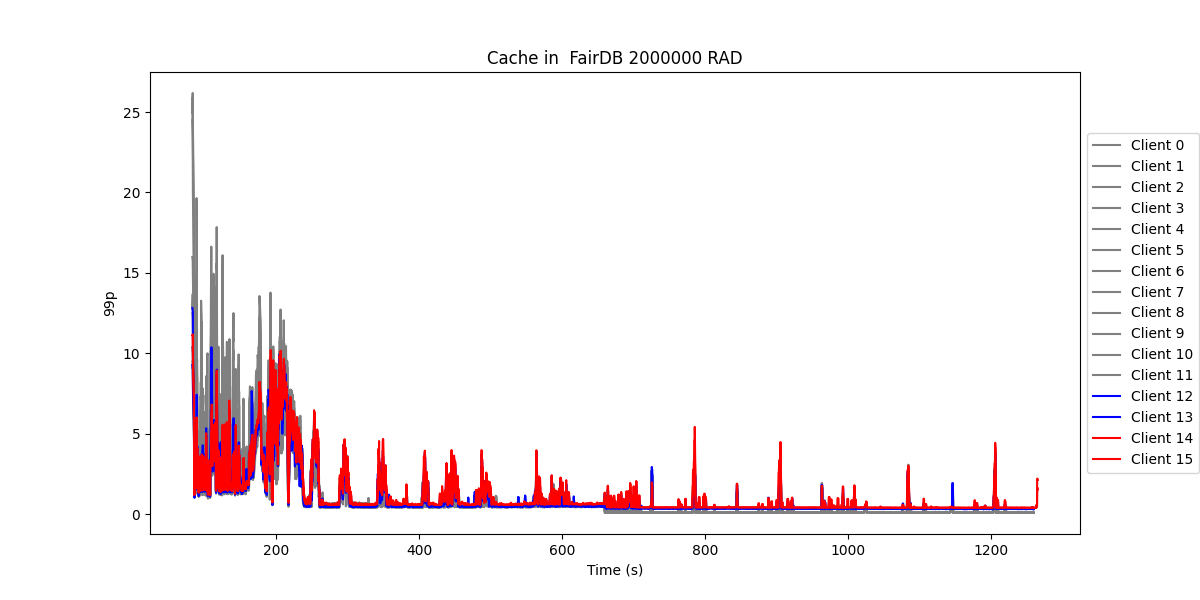 Cache in  FairDB 2000000 RAD
99p
25
20
15
10
5
0
200
400
600
800
1000
1200
Time (s)
Client 0
Client 1
Client 2
Client 3
Client 4
Client 5
Client 6
Client 7
Client 8
Client 9
Client 10
Client 11
Client 12
Client 13
Client 14
Client 15